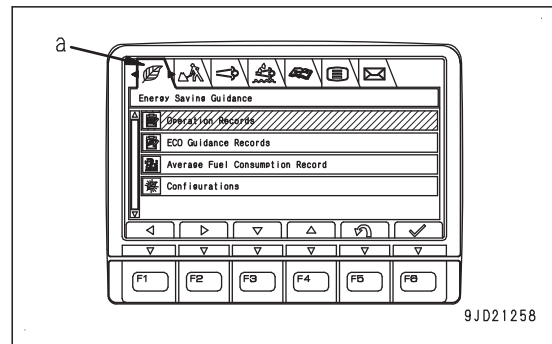 a
Energy Saving Guidance
Operation Records
ECO Guidance Records
Average Fuel Consumption Record
Configurations
F1 F2 F3 F4 F5 F6
9JD21258